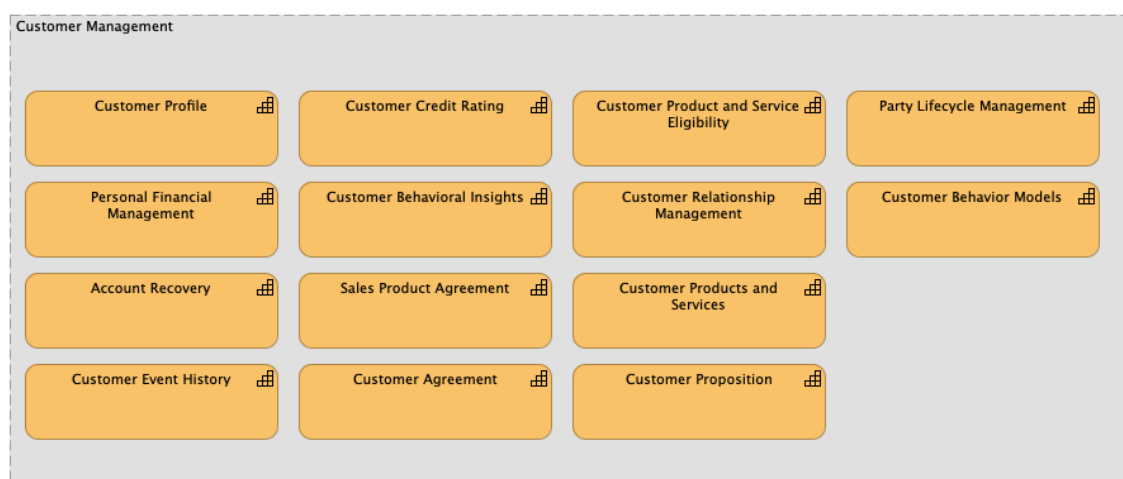 Customer Management
Customer Profile
Customer Credit Rating
Customer Product and Service
Eligibility
Party Lifecycle Management
Personal Financial
Management
Customer Behavioral Insights
Customer Relationship
Management
Customer Behavior Models
Account Recovery
Sales Product Agreement
Customer Products and
Services
Customer Event History
Customer Agreement
Customer Proposition